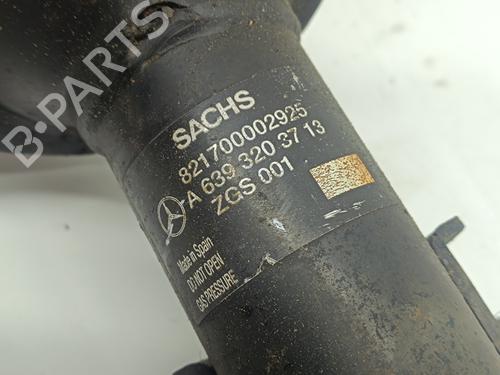 SACHS
821700002925
A 639 320 37 13
ZGS 001
Made in Spain
DO NOT OPEN
GAS PRESSURE
B-PARTS